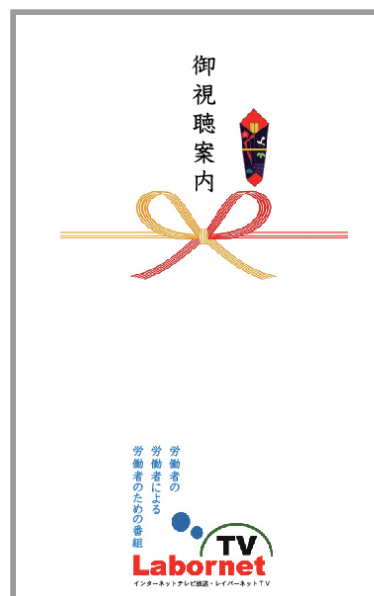 御視聴案内
労働者の
労働者による
労働者のための番組
TV
Labornet
インターネットテレビ放送・レイバーネットTV